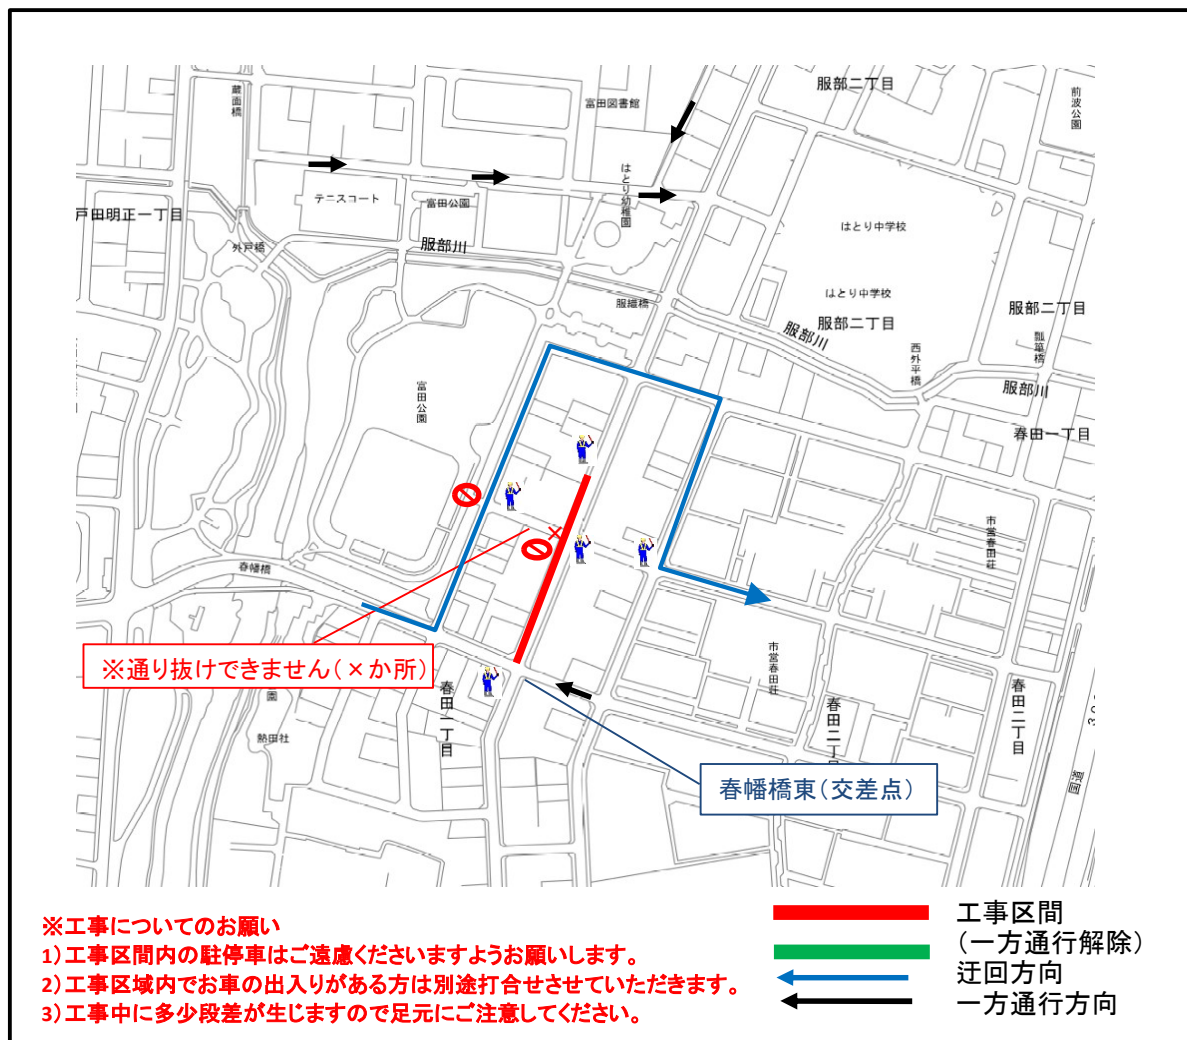 服部二丁目
前波公園
蔵面橋
富田図書館
はとり幼稚園
テニスコート
富田公園
戸田明正一丁目
外戸橋
服部川
はとり中学校
はとり中学校
服部二丁目
服織橋
服部川
服部二丁目
瓢箪橋
西外平橋
服部川
富田公園
春田一丁目
市営春田荘
春幡橋
※通り抜けできません(×か所)
園
熱田社
春田一丁目
市営春田荘
春田二丁目
春田二丁目
国道
春幡橋東(交差点)
※工事についてのお願い
1)工事区間内の駐停車はご遠慮くださいますようお願いします。
2)工事区域内でお車の出入りがある方は別途打合せさせていただきます。
3)工事中に多少段差が生じますので足元にご注意してください。
工事区間
(一方通行解除)
迂回方向
一方通行方向